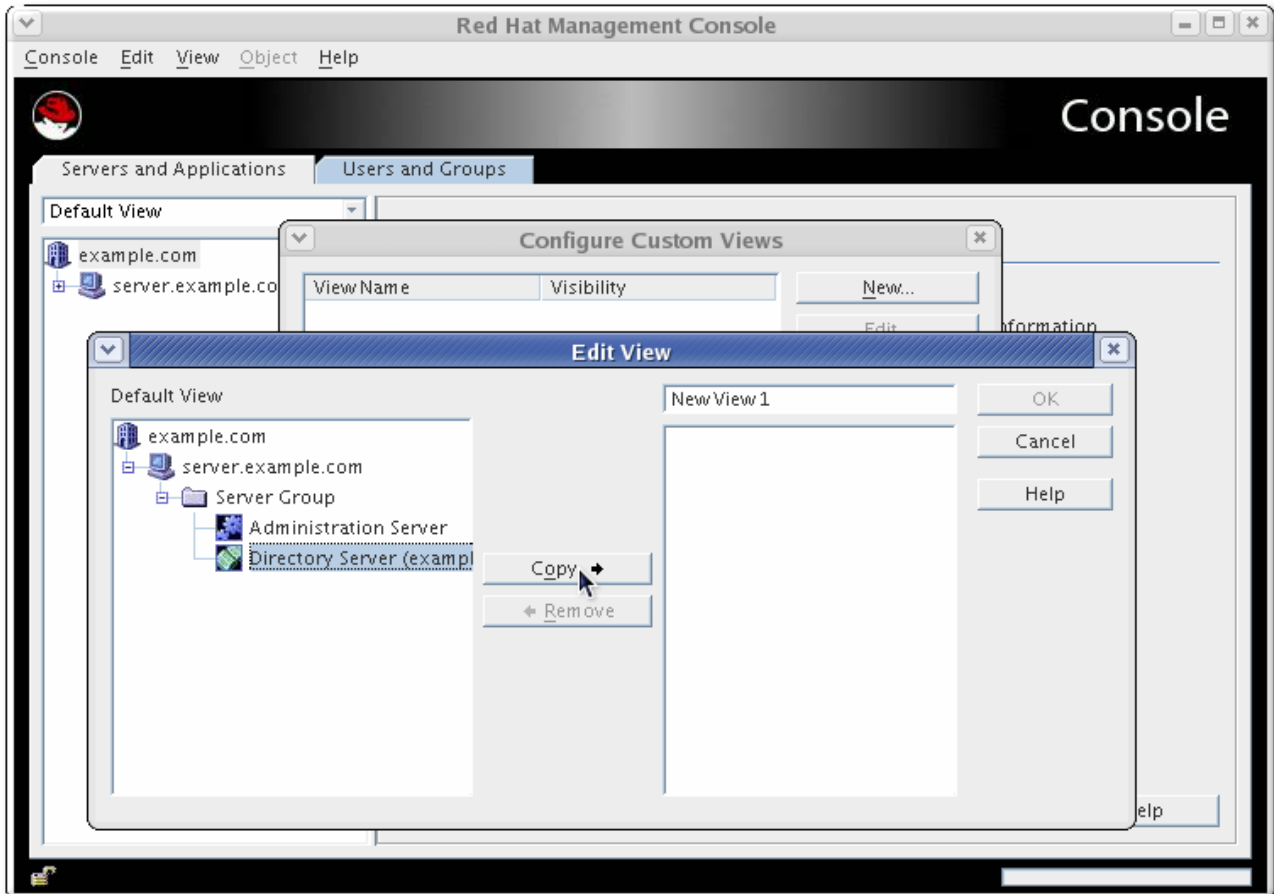 Red Hat Management Console
Console Edit View Object Help
Console
Servers and Applications Users and Groups
Default View
example.com
server.example.co
Configure Custom Views
View Name Visibility New...
Edit
nformation
Edit View
Default View
New View 1
OK
example.com
Cancel
server.example.com
Server Group
Help
Administration Server
Directory Server (exampl
Copy
Remove
elp